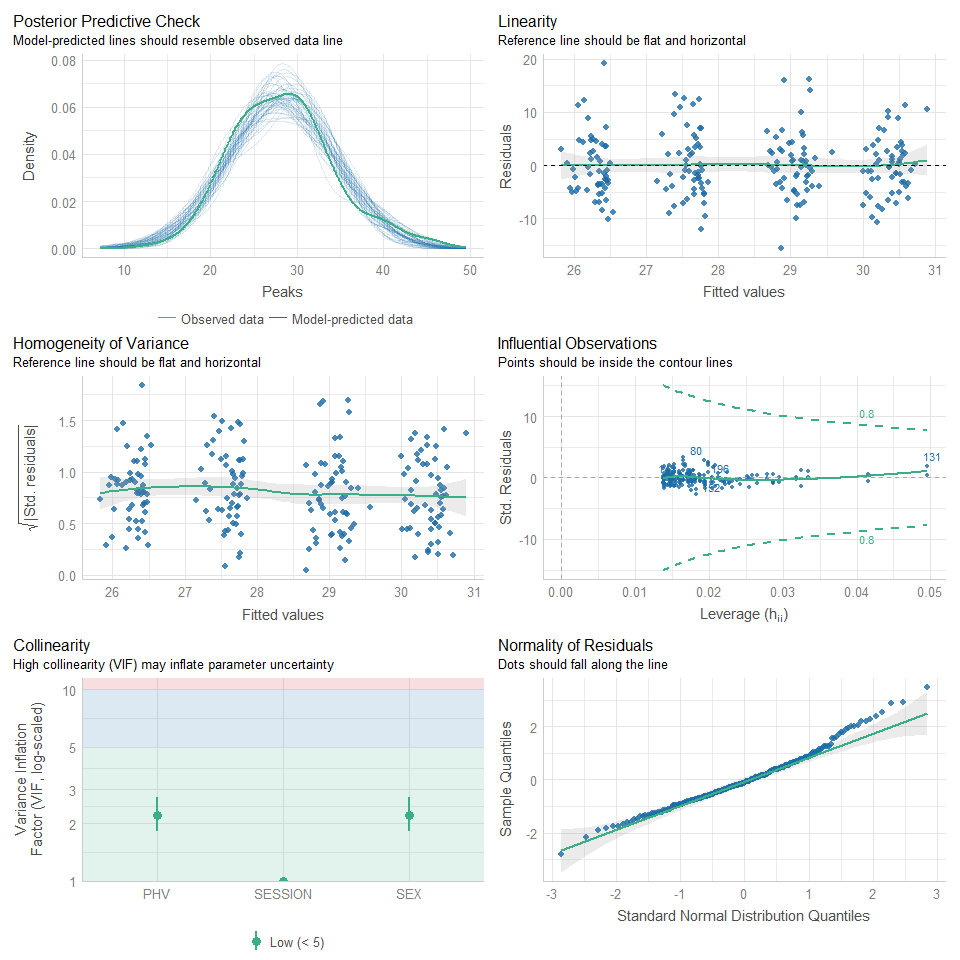 Posterior Predictive Check
Model-predicted lines should resemble observed data line
0.08
0.06
0.04
0.02
0.00
Density
10 20 30 40 50
Peaks
Observed data Model-predicted data
Linearity
Reference line should be flat and horizontal
20
10
0
-10
Residuals
26 27 28 29 30 31
Fitted values
Homogeneity of Variance
Reference line should be flat and horizontal
1.5
1.0
0.5
0.0
√|Std. residuals|
26 27 28 29 30 31
Fitted values
Influential Observations
Points should be inside the contour lines
10
0
-10
Std. Residuals
0.8
80
131
0.8
0.00 0.01 0.02 0.03 0.04 0.05
Leverage (hii)
Collinearity
High collinearity (VIF) may inflate parameter uncertainty
10
5
3
2
1
Variance Inflation
Factor (VIF, log-scaled)
PHV SESSION SEX
Low (< 5)
Normality of Residuals
Dots should fall along the line
2
0
-2
Sample Quantiles
-3 -2 -1 0 1 2 3
Standard Normal Distribution Quantiles